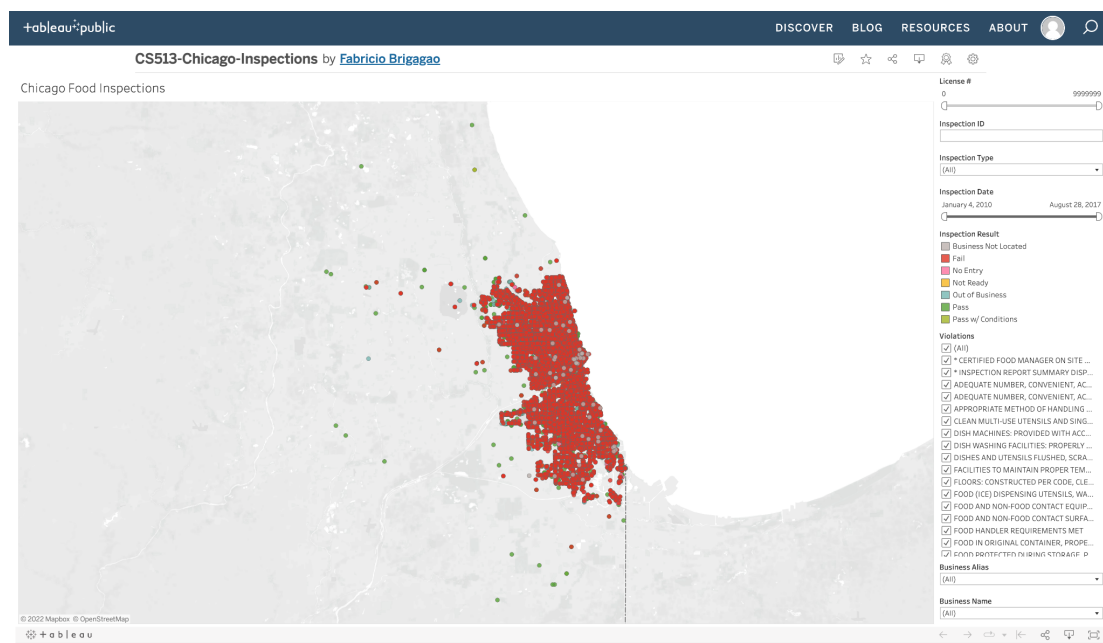 +ab|eau public
DISCOVER BLOG RESOURCES ABOUT
CS513-Chicago-Inspections by Fabricio Brigagao
Chicago Food Inspections
License #
0 9999999
Inspection ID
Inspection Type
(All)
Inspection Date
January 4, 2010 August 28, 2017
Inspection Result
Business Not Located
Fail
No Entry
Not Ready
Out of Business
Pass
Pass w/ Conditions
Violations
(All)
* CERTIFIED FOOD MANAGER ON SITE ...
* INSPECTION REPORT SUMMARY DISP...
ADEQUATE NUMBER, CONVENIENT, AC...
ADEQUATE NUMBER, CONVENIENT, AC...
APPROPRIATE METHOD OF HANDLING ...
CLEAN MULTI-USE UTENSILS AND SING...
DISH MACHINES: PROVIDED WITH ACC...
DISH WASHING FACILITIES: PROPERLY ...
DISHES AND UTENSILS FLUSHED, SCRA...
FACILITIES TO MAINTAIN PROPER TEM...
FLOORS: CONSTRUCTED PER CODE, CLE...
FOOD (ICE) DISPENSING UTENSILS, WA...
FOOD AND NON-FOOD CONTACT EQUIP...
FOOD AND NON-FOOD CONTACT SURFA...
FOOD HANDLER REQUIREMENTS MET
FOOD IN ORIGINAL CONTAINER, PROPE...
FOOD PROTECTED DURING STORAGE, P...
Business Alias
(All)
Business Name
(All)
© 2022 Mapbox © OpenStreetMap
+ab|eau